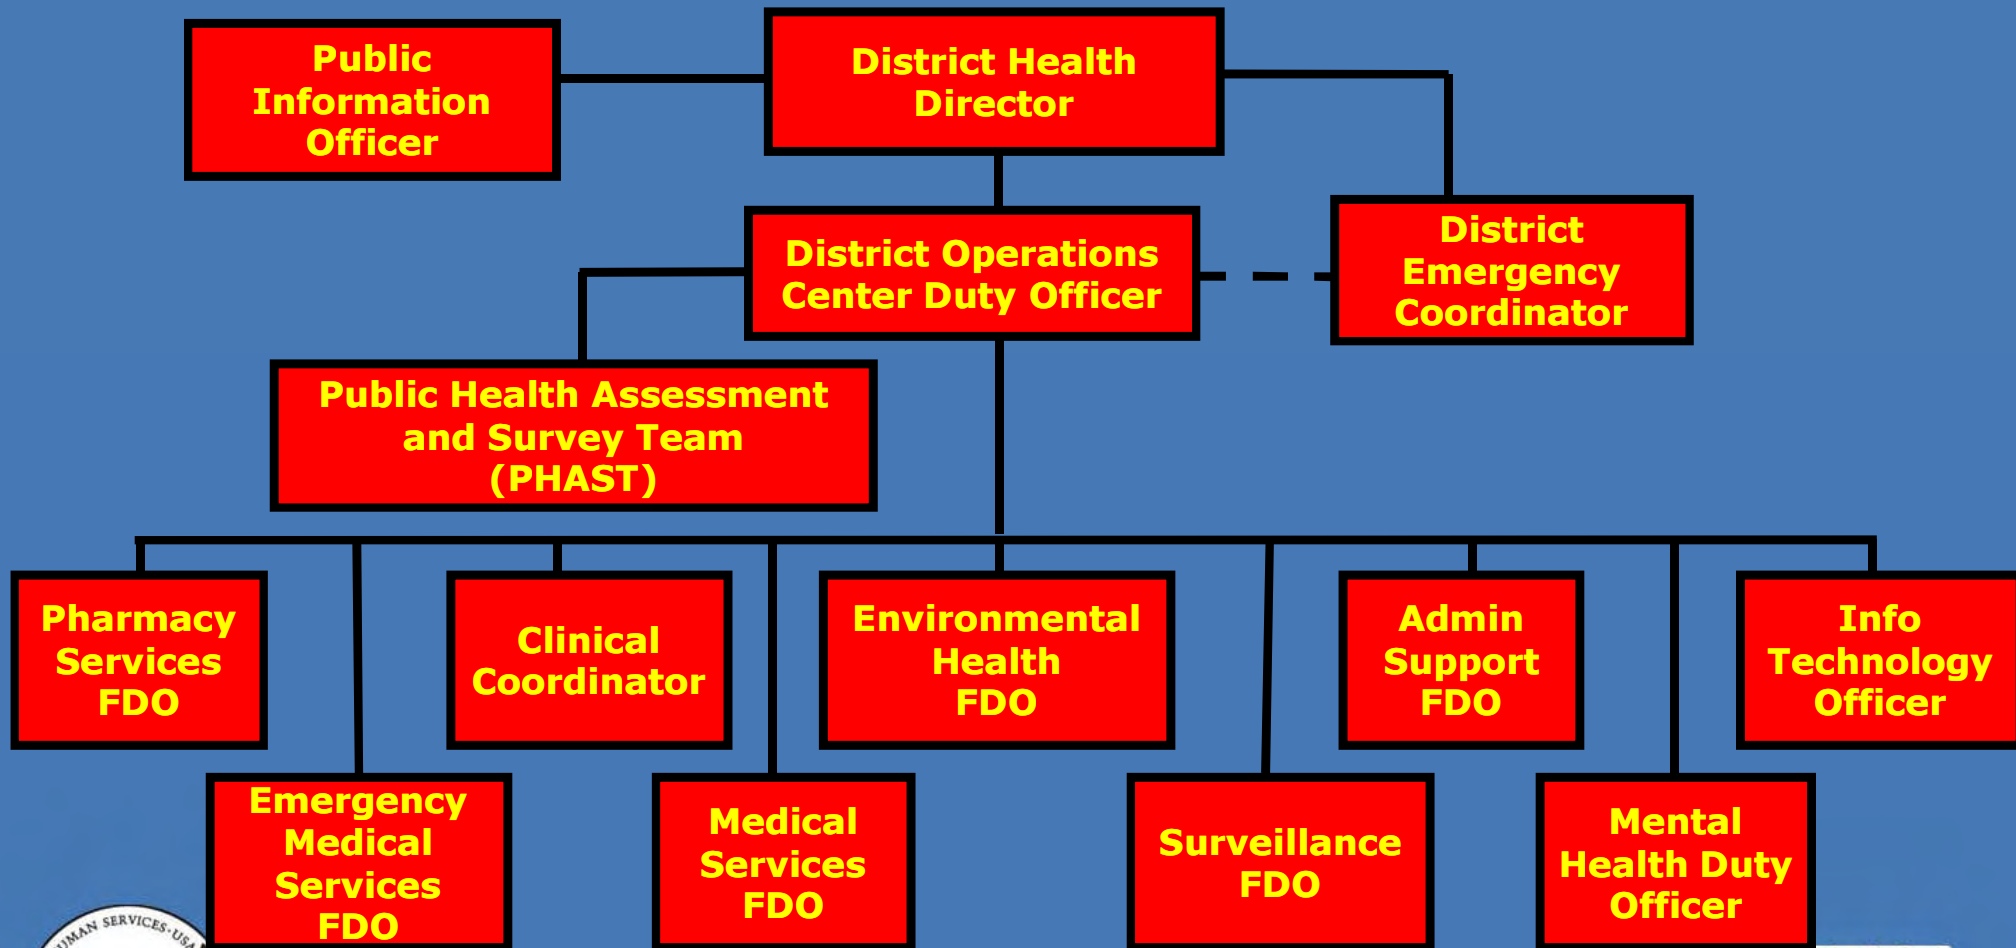 Public
Information
Officer
District Health
Director
District Operations
Center Duty Officer
District
Emergency
Coordinator
Public Health Assessment
and Survey Team
(PHAST)
Pharmacy
Services
FDO
Clinical
Coordinator
Environmental
Health
FDO
Admin
Support
FDO
Info
Technology
Officer
Emergency
Medical
Services
FDO
Medical
Services
FDO
Surveillance
FDO
Mental
Health Duty
Officer
SERVICES·USA